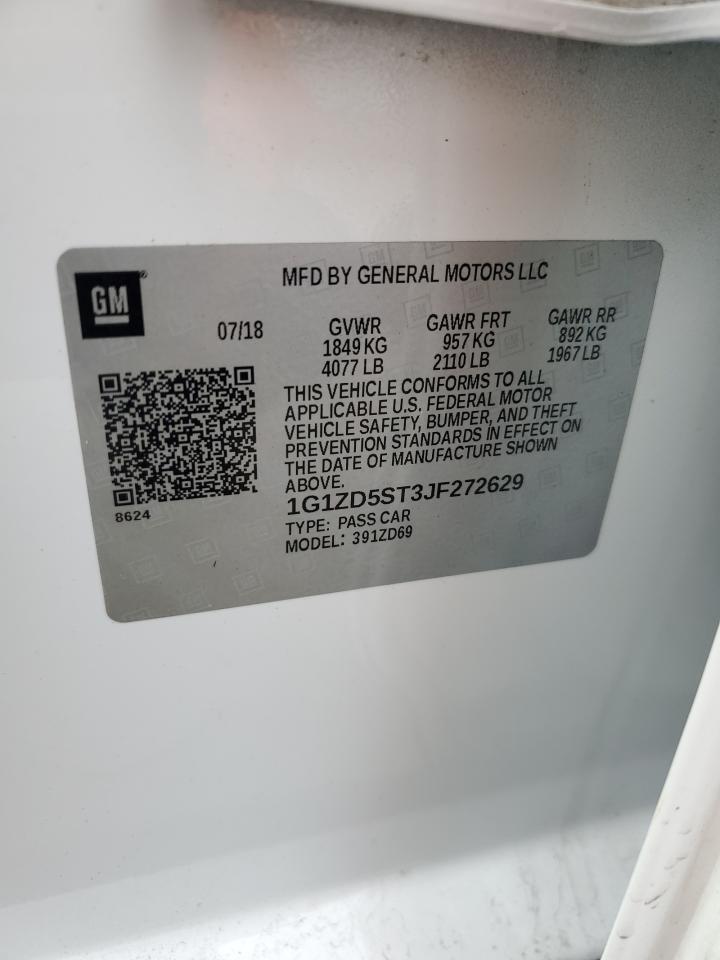 GM®
MFD BY GENERAL MOTORS LLC
07/18
GVWR
1849 KG
4077 LB
GAWR FRT
957 KG
2110 LB
GAWR RR
892 KG
1967 LB
THIS VEHICLE CONFORMS TO ALL
APPLICABLE U.S. FEDERAL MOTOR
VEHICLE SAFETY, BUMPER, AND THEFT
PREVENTION STANDARDS IN EFFECT ON
THE DATE OF MANUFACTURE SHOWN
ABOVE.
8624
1G1ZD5ST3JF272629
TYPE: PASS CAR
MODEL: 391ZD69